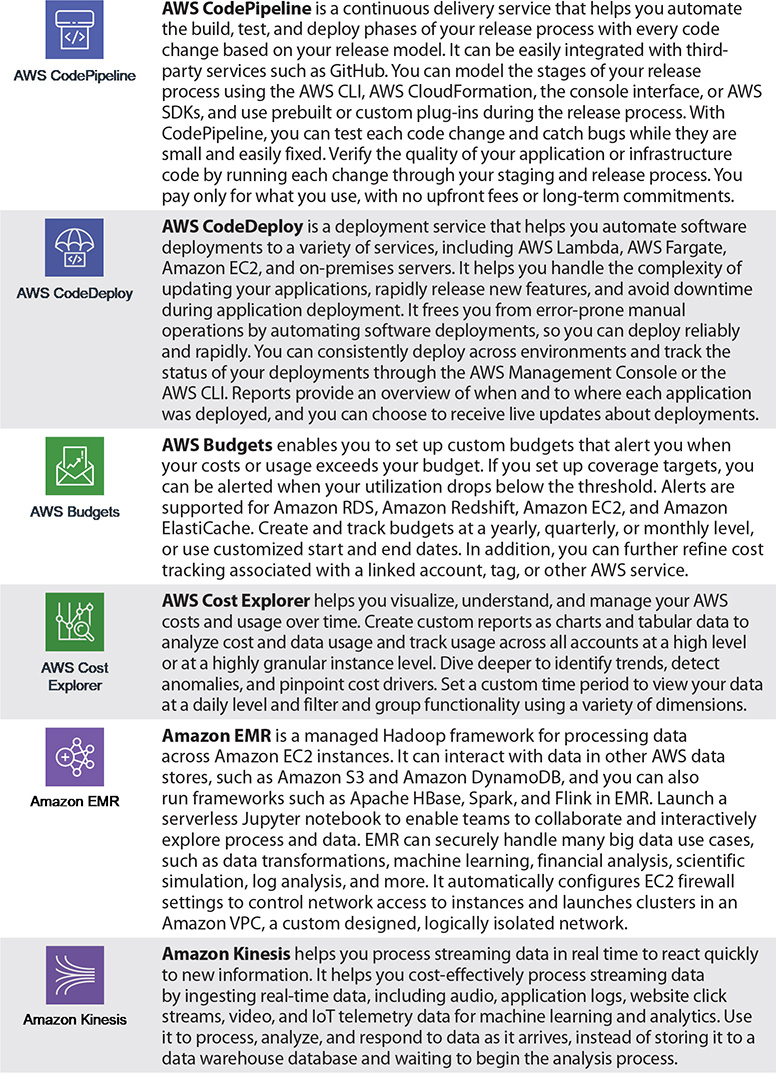 AWS CodePipeline
AWS CodePipeline is a continuous delivery service that helps you automate
the build, test, and deploy phases of your release process with every code
change based on your release model. It can be easily integrated with third-
party services such as GitHub. You can model the stages of your release
process using the AWS CLI, AWS CloudFormation, the console interface, or AWS
SDKs, and use prebuilt or custom plug-ins during the release process. With
CodePipeline, you can test each code change and catch bugs while they are
small and easily fixed. Verify the quality of your application or infrastructure
code by running each change through your staging and release process. You
pay only for what you use, with no upfront fees or long-term commitments.
AWS CodeDeploy
AWS CodeDeploy is a deployment service that helps you automate software
deployments to a variety of services, including AWS Lambda, AWS Fargate,
Amazon EC2, and on-premises servers. It helps you handle the complexity of
updating your applications, rapidly release new features, and avoid downtime
during application deployment. It frees you from error-prone manual
operations by automating software deployments, so you can deploy reliably
and rapidly. You can consistently deploy across environments and track the
status of your deployments through the AWS Management Console or the
AWS CLI. Reports provide an overview of when and to where each application
was deployed, and you can choose to receive live updates about deployments.
AWS Budgets
AWS Budgets enables you to set up custom budgets that alert you when
your costs or usage exceeds your budget. If you set up coverage targets, you
can be alerted when your utilization drops below the threshold. Alerts are
supported for Amazon RDS, Amazon Redshift, Amazon EC2, and Amazon
ElastiCache. Create and track budgets at a yearly, quarterly, or monthly level,
or use customized start and end dates. In addition, you can further refine cost
tracking associated with a linked account, tag, or other AWS service.
AWS Cost
Explorer
AWS Cost Explorer helps you visualize, understand, and manage your AWS
costs and usage over time. Create custom reports as charts and tabular data to
analyze cost and data usage and track usage across all accounts at a high level
or at a highly granular instance level. Dive deeper to identify trends, detect
anomalies, and pinpoint cost drivers. Set a custom time period to view your data
at a daily level and filter and group functionality using a variety of dimensions.
Amazon EMR
Amazon EMR is a managed Hadoop framework for processing data
across Amazon EC2 instances. It can interact with data in other AWS data
stores, such as Amazon S3 and Amazon DynamoDB, and you can also
run frameworks such as Apache HBase, Spark, and Flink in EMR. Launch a
serverless Jupyter notebook to enable teams to collaborate and interactively
explore process and data. EMR can securely handle many big data use cases,
such as data transformations, machine learning, financial analysis, scientific
simulation, log analysis, and more. It automatically configures EC2 firewall
settings to control network access to instances and launches clusters in an
Amazon VPC, a custom designed, logically isolated network.
Amazon Kinesis
Amazon Kinesis helps you process streaming data in real time to react quickly
to new information. It helps you cost-effectively process streaming data
by ingesting real-time data, including audio, application logs, website click
streams, video, and IoT telemetry data for machine learning and analytics. Use
it to process, analyze, and respond to data as it arrives, instead of storing it to a
data warehouse database and waiting to begin the analysis process.